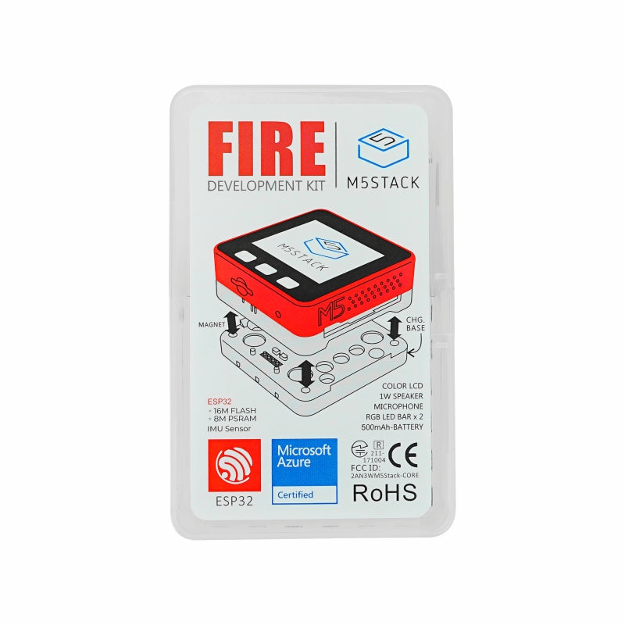 FIRE
DEVELOPMENT KIT
5
M5STACK
5
M5STACK
M5
MAGNET
CHG.
BASE
ESP32
+ 16M FLASH
+ 8M PSRAM
IMU Sensor
COLOR LCD
1W SPEAKER
MICROPHONE
RGB LED BAR x 2
500mAh-BATTERY
ESP32
Microsoft
Azure
Certified
R
211-
171004
CE
FCC ID:
2AN3WM5Stack-CORE
RoHS